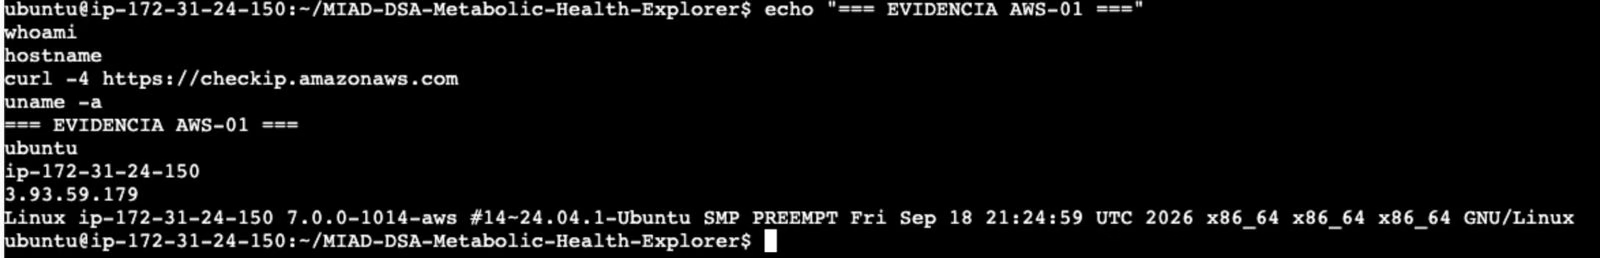 ubuntu@ip-172-31-24-150:~/MIAD-DSA-Metabolic-Health-Explorer$ echo "=== EVIDENCIA AWS-01 ==="
whoami
hostname
curl -4 https://checkip.amazonaws.com
uname -a
=== EVIDENCIA AWS-01 ===
ubuntu
ip-172-31-24-150
3.93.59.179
Linux ip-172-31-24-150 7.0.0-1014-aws #14~24.04.1-Ubuntu SMP PREEMPT Fri Sep 18 21:24:59 UTC 2026 x86_64 x86_64 x86_64 GNU/Linux
ubuntu@ip-172-31-24-150:~/MIAD-DSA-Metabolic-Health-Explorer$